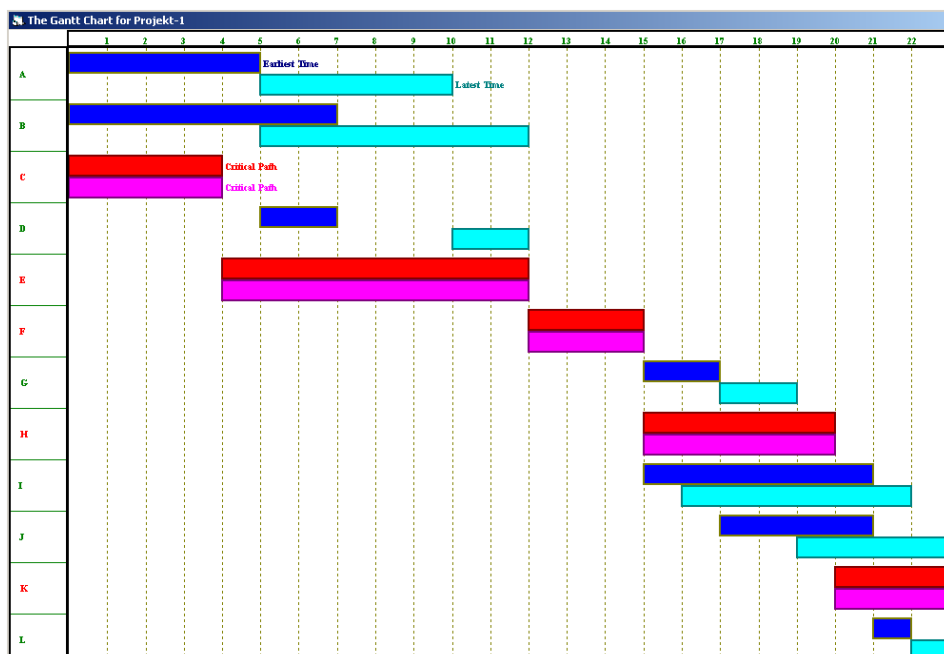 The Gantt Chart for Projekt-1
1 2 3 4 5 6 7 8 9 10 11 12 13 14 15 16 17 18 19 20 21 22
A
Earliest Time
Latest Time
B
C
Critical Path
Critical Path
D
E
F
G
H
I
J
K
L